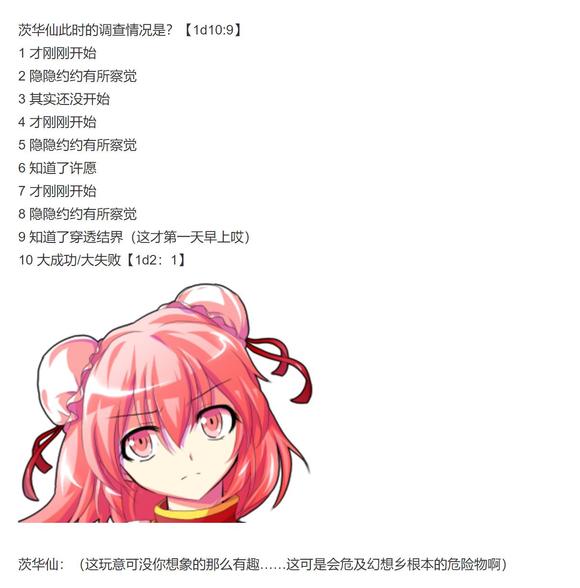 茨华仙此时的调查情况是？【1d10:9】
1 才刚刚开始
2 隐隐约约有所察觉
3 其实还没开始
4 才刚刚开始
5 隐隐约约有所察觉
6 知道了许愿
7 才刚刚开始
8 隐隐约约有所察觉
9 知道了穿透结界（这才第一天早上哎）
10 大成功/大失败【1d2：1】
茨华仙：（这玩意可没你想象的那么有趣……这可是会危及幻想乡根本的危险物啊）